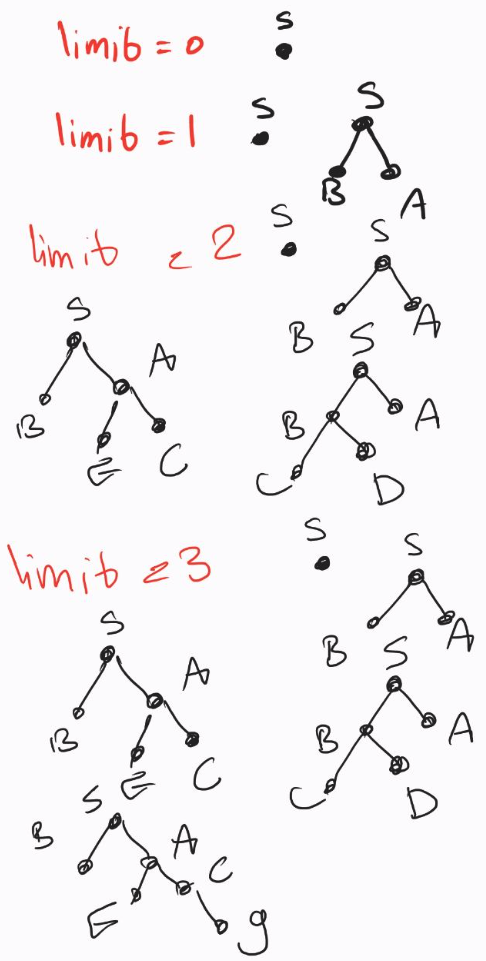 limit = 0 S
limit = 1 S S
B A
limit = 2 S S
B A
S
B A
E C
S
B A
C D
limit = 3 S S
B A
S
B A
E C
S
B A
C D
S
B A
E C
g